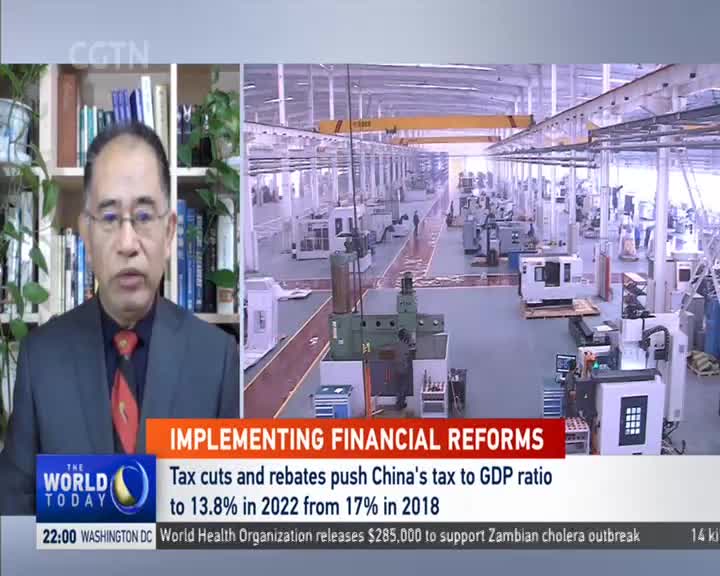 CGTN
IMPLEMENTING FINANCIAL REFORMS
Tax cuts and rebates push China's tax to GDP ratio
to 13.8% in 2022 from 17% in 2018
THE
WORLD
TODAY
22:00 WASHINGTON DC World Health Organization releases $285,000 to support Zambian cholera outbreak 14 ki